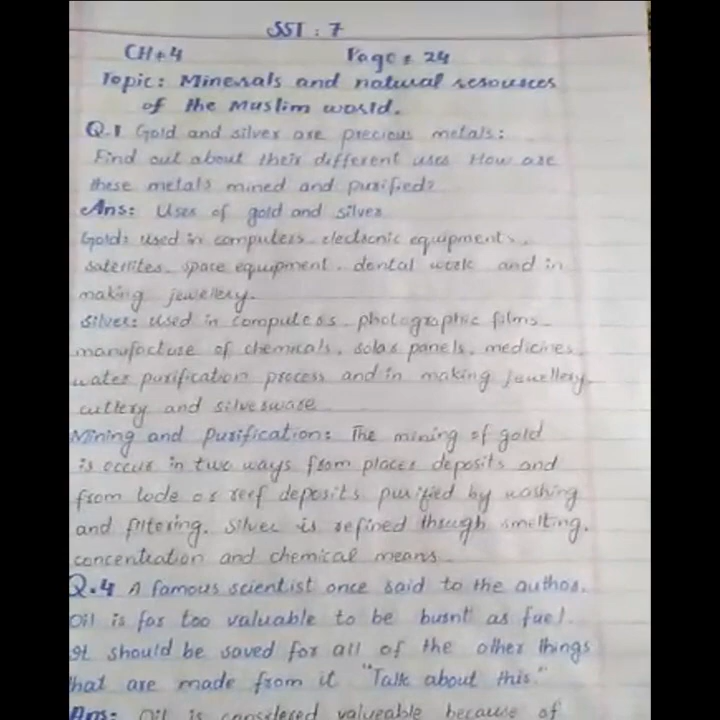 SST : 7
CH # 4 Page # 24
Topic: Minerals and natural resources
of the Muslim world.
Q.1 Gold and silver are precious metals:
Find out about their different uses How are
these metals mined and purified?
Ans: Uses of gold and silver
Gold: used in computers. electronic equipments.
satellites. space equipment. dental work and in
making jewellery.
Silver: used in computers. photographic films.
manufacture of chemicals. solar panels. medicines.
water purification process and in making jewellery.
cutlery and silverware
Mining and Purification: The mining of gold
is occur in two ways from placer deposits and
from lode or reef deposits purified by washing
and filtering. Silver is refined through smelting.
concentration and chemical means.
Q.4 A famous scientist once said to the author.
Oil is far too valuable to be burnt as fuel.
It should be saved for all of the other things
that are made from it "Talk about this."
Ans: Oil is considered valueable because of